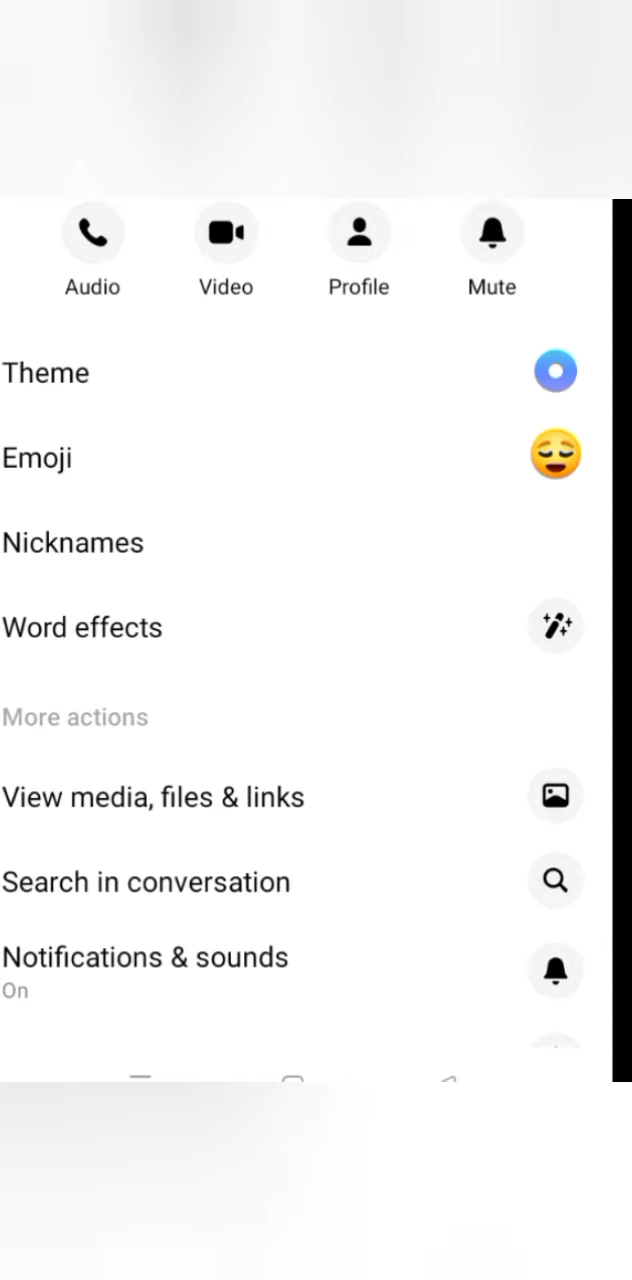 Audio Video Profile Mute
Theme
Emoji
Nicknames
Word effects
More actions
View media, files & links
Search in conversation
Notifications & sounds
On